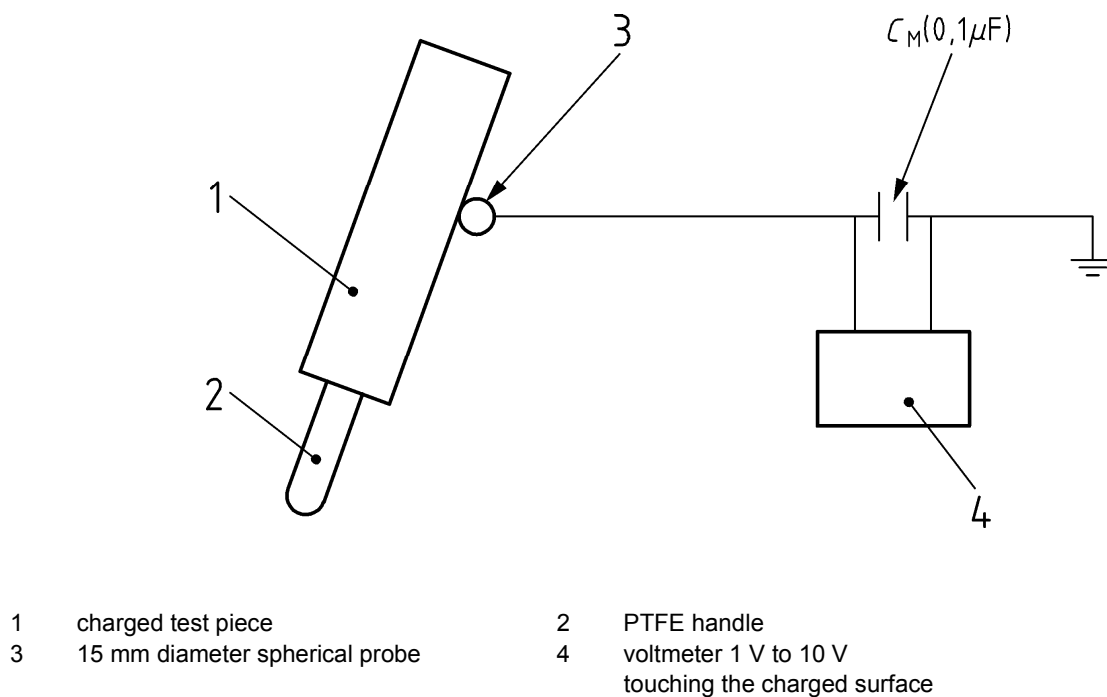 3
C_M(0,1μF)
1
2
4
1 charged test piece 2 PTFE handle
3 15 mm diameter spherical probe 4 voltmeter 1 V to 10 V
touching the charged surface